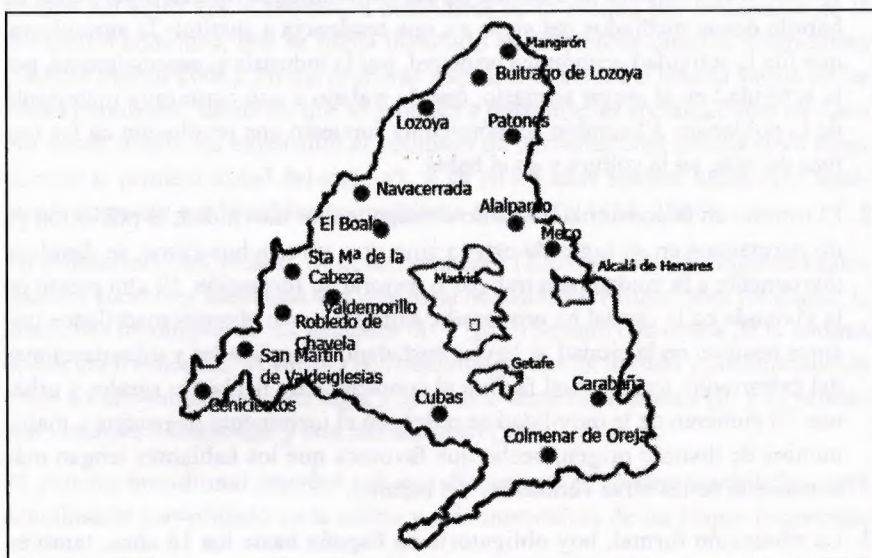 Mangirón
Buitrago de Lozoya
Lozoya
Patones
Navacerrada
El Boalo
Alalpardo
Meco
Sta Mª de la
Cabeza
Madrid
Alcalá de Henares
Valdemorillo
Robledo de
Chavela
San Martín
de Valdeiglesias
Getafe
Cenicientos
Cubas
Carabaña
Colmenar de Oreja